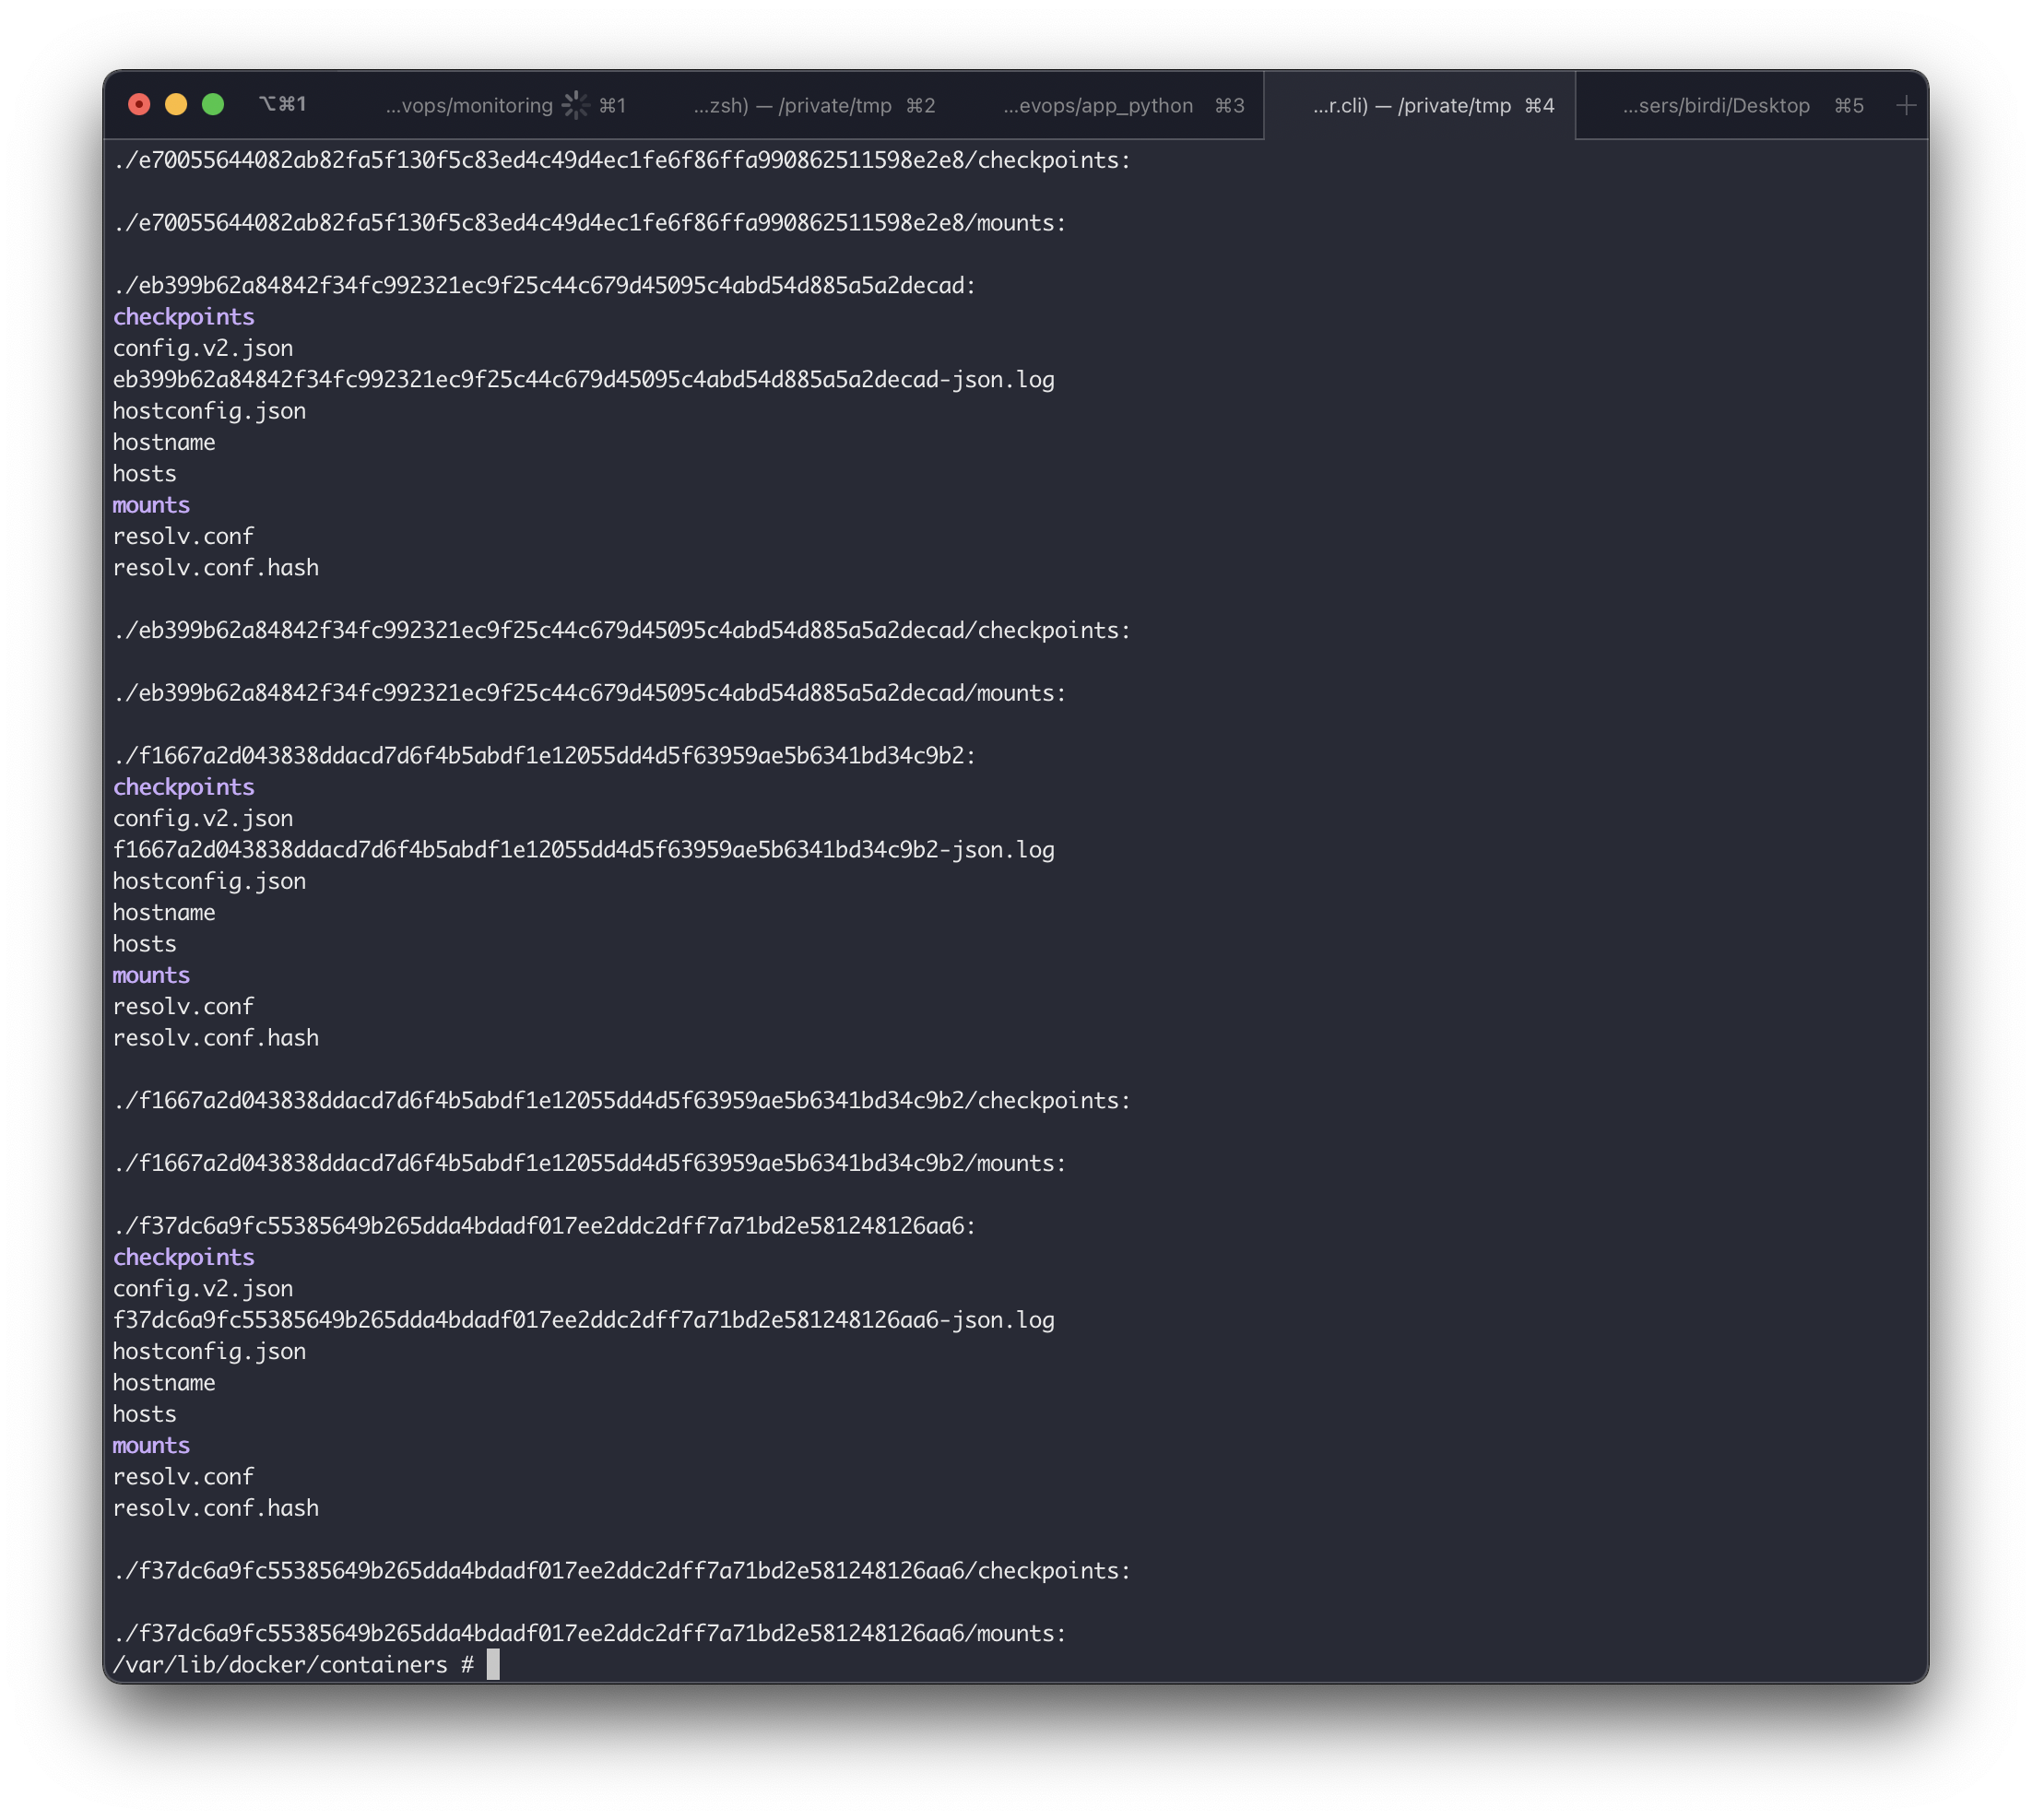 ⌥⌘1 ...vops/monitoring ⌘1 ...zsh) — /private/tmp ⌘2 ...evops/app_python ⌘3 ...r.cli) — /private/tmp ⌘4 ...sers/birdi/Desktop ⌘5 +
./e70055644082ab82fa5f130f5c83ed4c49d4ec1fe6f86ffa990862511598e2e8/checkpoints:
./e70055644082ab82fa5f130f5c83ed4c49d4ec1fe6f86ffa990862511598e2e8/mounts:
./eb399b62a84842f34fc992321ec9f25c44c679d45095c4abd54d885a5a2decad:
checkpoints
config.v2.json
eb399b62a84842f34fc992321ec9f25c44c679d45095c4abd54d885a5a2decad-json.log
hostconfig.json
hostname
hosts
mounts
resolv.conf
resolv.conf.hash
./eb399b62a84842f34fc992321ec9f25c44c679d45095c4abd54d885a5a2decad/checkpoints:
./eb399b62a84842f34fc992321ec9f25c44c679d45095c4abd54d885a5a2decad/mounts:
./f1667a2d043838ddacd7d6f4b5abdf1e12055dd4d5f63959ae5b6341bd34c9b2:
checkpoints
config.v2.json
f1667a2d043838ddacd7d6f4b5abdf1e12055dd4d5f63959ae5b6341bd34c9b2-json.log
hostconfig.json
hostname
hosts
mounts
resolv.conf
resolv.conf.hash
./f1667a2d043838ddacd7d6f4b5abdf1e12055dd4d5f63959ae5b6341bd34c9b2/checkpoints:
./f1667a2d043838ddacd7d6f4b5abdf1e12055dd4d5f63959ae5b6341bd34c9b2/mounts:
./f37dc6a9fc55385649b265dda4bdadf017ee2ddc2dff7a71bd2e581248126aa6:
checkpoints
config.v2.json
f37dc6a9fc55385649b265dda4bdadf017ee2ddc2dff7a71bd2e581248126aa6-json.log
hostconfig.json
hostname
hosts
mounts
resolv.conf
resolv.conf.hash
./f37dc6a9fc55385649b265dda4bdadf017ee2ddc2dff7a71bd2e581248126aa6/checkpoints:
./f37dc6a9fc55385649b265dda4bdadf017ee2ddc2dff7a71bd2e581248126aa6/mounts:
/var/lib/docker/containers #